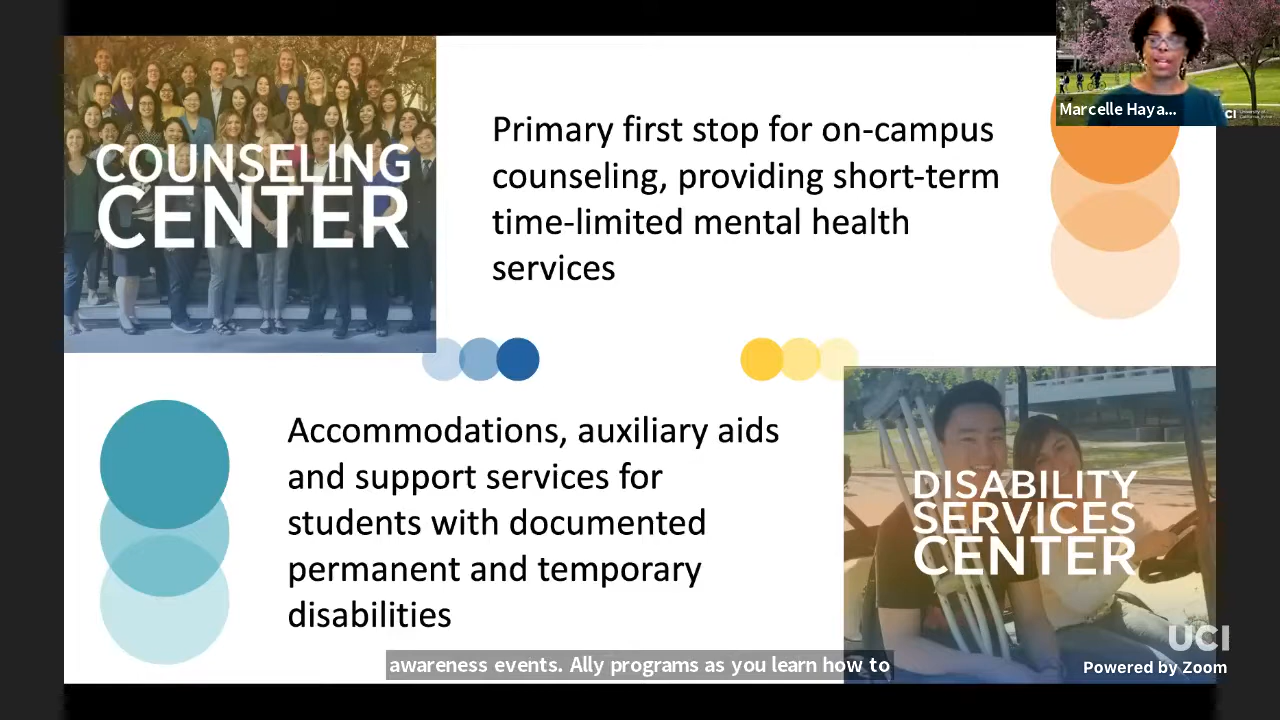 Marcelle Haya...
CI
COUNSELING
CENTER
Primary first stop for on-campus
counseling, providing short-term
time-limited mental health
services
Accommodations, auxiliary aids
and support services for
students with documented
permanent and temporary
disabilities
DISABILITY
SERVICES
CENTER
UCI
awareness events. Ally programs as you learn how to
Powered by Zoom